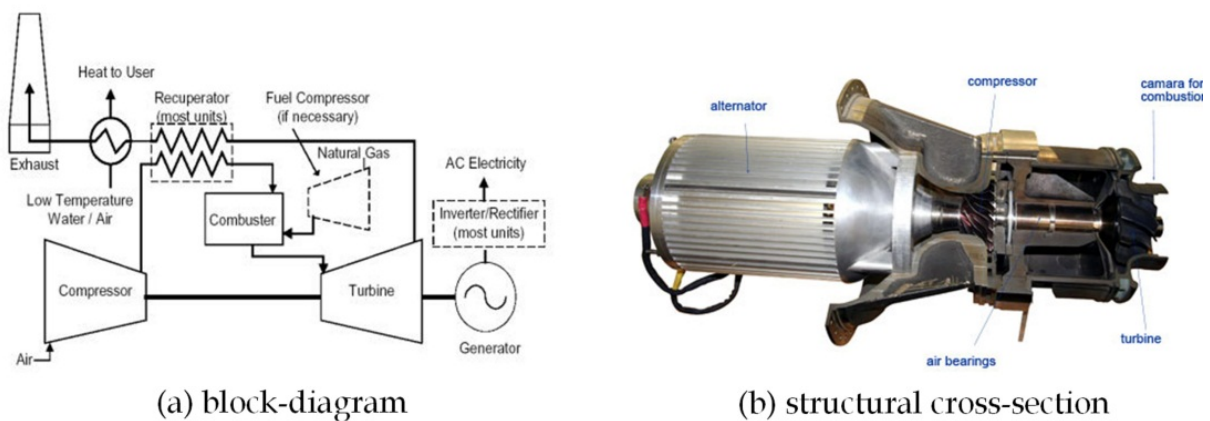 Heat to User
Recuperator
(most units)
Fuel Compressor
(if necessary)
Natural Gas
Exhaust
Low Temperature
Water / Air
Combuster
AC Electricity
Inverter/Rectifier
(most units)
Compressor
Turbine
Generator
Air
(a) block-diagram
alternator
compressor
camara for
combustion
air bearings
turbine
(b) structural cross-section